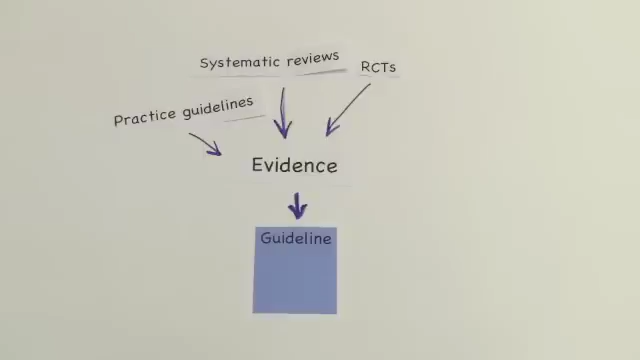 Systematic reviews
RCTs
Practice guidelines
Evidence
Guideline